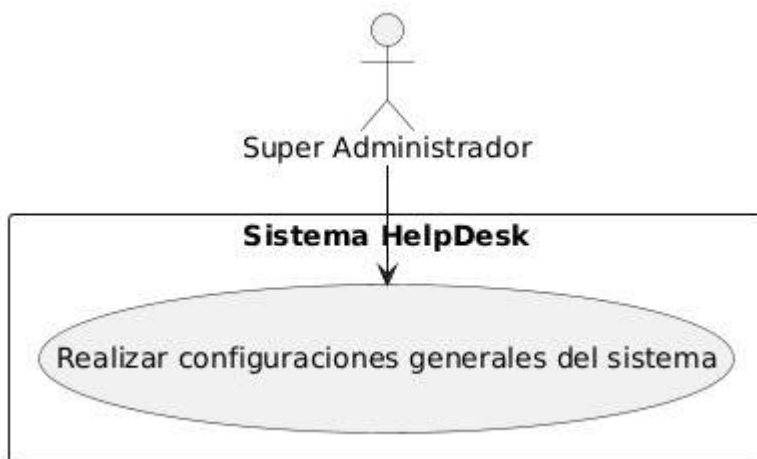 Super Administrador
Sistema HelpDesk
Realizar configuraciones generales del sistema